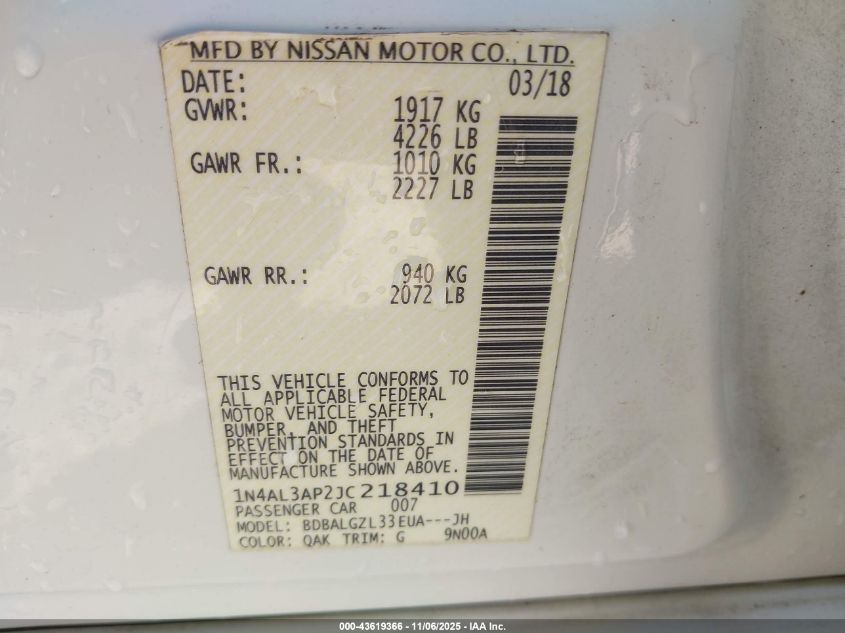 MFD BY NISSAN MOTOR CO., LTD.
DATE: 03/18
GVWR: 1917 KG
4226 LB
GAWR FR.: 1010 KG
2227 LB
GAWR RR.: 940 KG
2072 LB
THIS VEHICLE CONFORMS TO
ALL APPLICABLE FEDERAL
MOTOR VEHICLE SAFETY,
BUMPER, AND THEFT
PREVENTION STANDARDS IN
EFFECT ON THE DATE OF
MANUFACTURE SHOWN ABOVE.
1N4AL3AP2JC218410
PASSENGER CAR 007
MODEL: BDBALGZL33EUA---JH
COLOR: QAK TRIM: G 9N00A
000-43619366 - 11/06/2025 - IAA Inc.